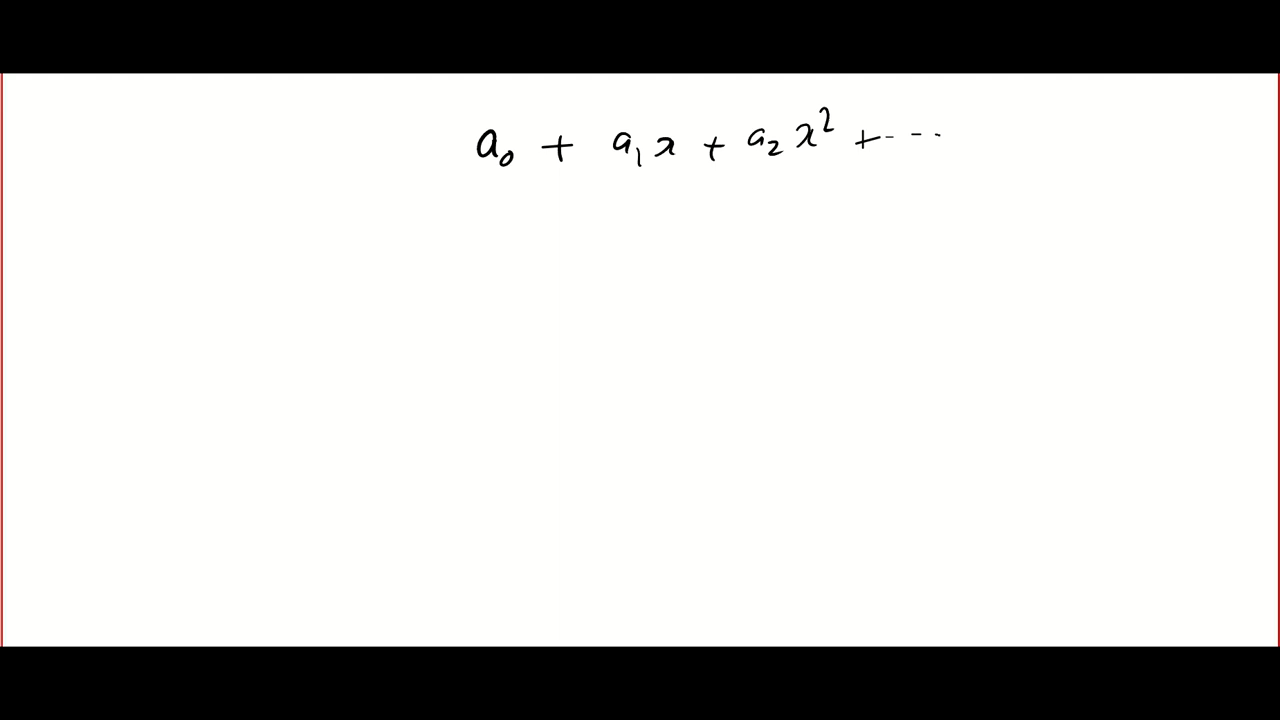 a₀ + a₁x + a₂x² + ----